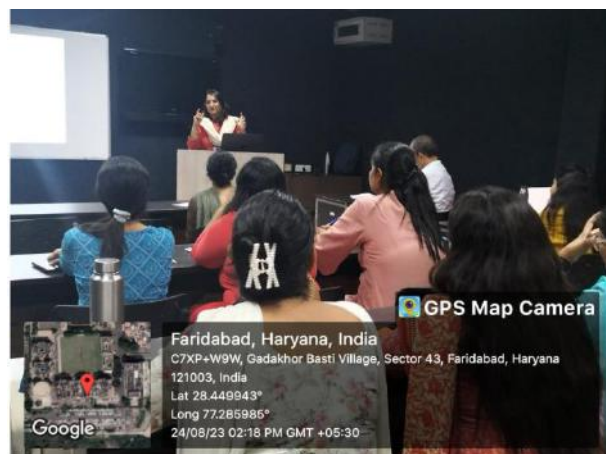 GPS Map Camera
Faridabad, Haryana, India
C7XP+W9W, Gadakhor Basti Village, Sector 43, Faridabad, Haryana
121003, India
Lat 28.449943°
Long 77.285985°
24/08/23 02:18 PM GMT +05:30
Google